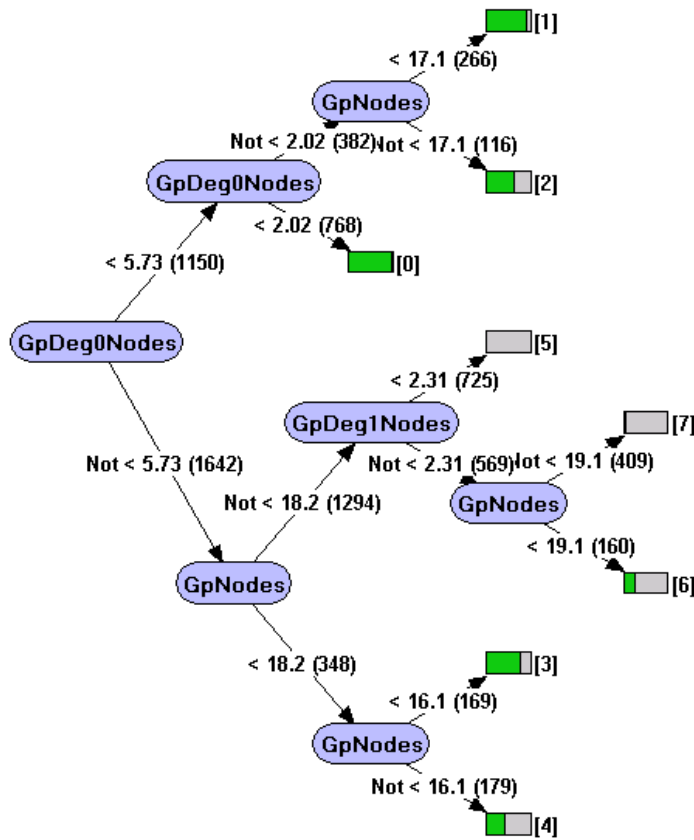 [1]
< 17.1 (266)
GpNodes
Not < 2.02 (382)
Not < 17.1 (116)
GpDeg0Nodes
[2]
< 2.02 (768)
< 5.73 (1150)
[0]
GpDeg0Nodes
[5]
< 2.31 (725)
GpDeg1Nodes
[7]
Not < 5.73 (1642)
Not < 2.31 (569)
Not < 19.1 (409)
Not < 18.2 (1294)
GpNodes
< 19.1 (160)
GpNodes
[6]
< 18.2 (348)
[3]
< 16.1 (169)
GpNodes
Not < 16.1 (179)
[4]